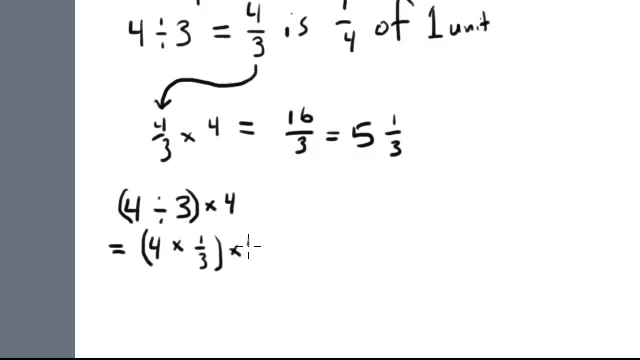 4 ÷ 3 = 4/3 is 1/4 of 1 unit
4/3 × 4 = 16/3 = 5 1/3
(4 ÷ 3) × 4
= (4 × 1/3) ×